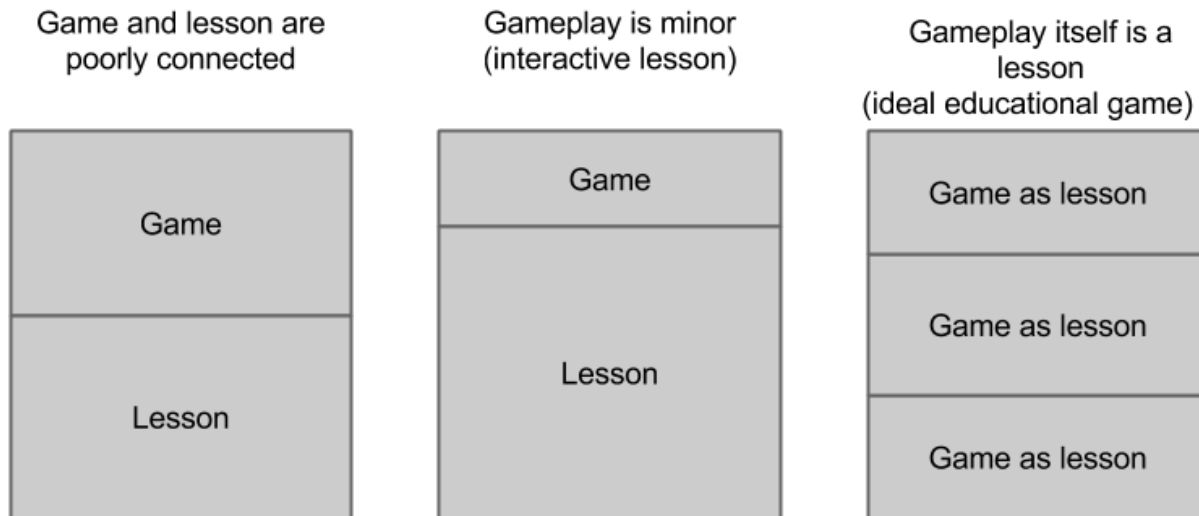 Game and lesson are
poorly connected
Game
Lesson
Gameplay is minor
(interactive lesson)
Game
Lesson
Gameplay itself is a
lesson
(ideal educational game)
Game as lesson
Game as lesson
Game as lesson